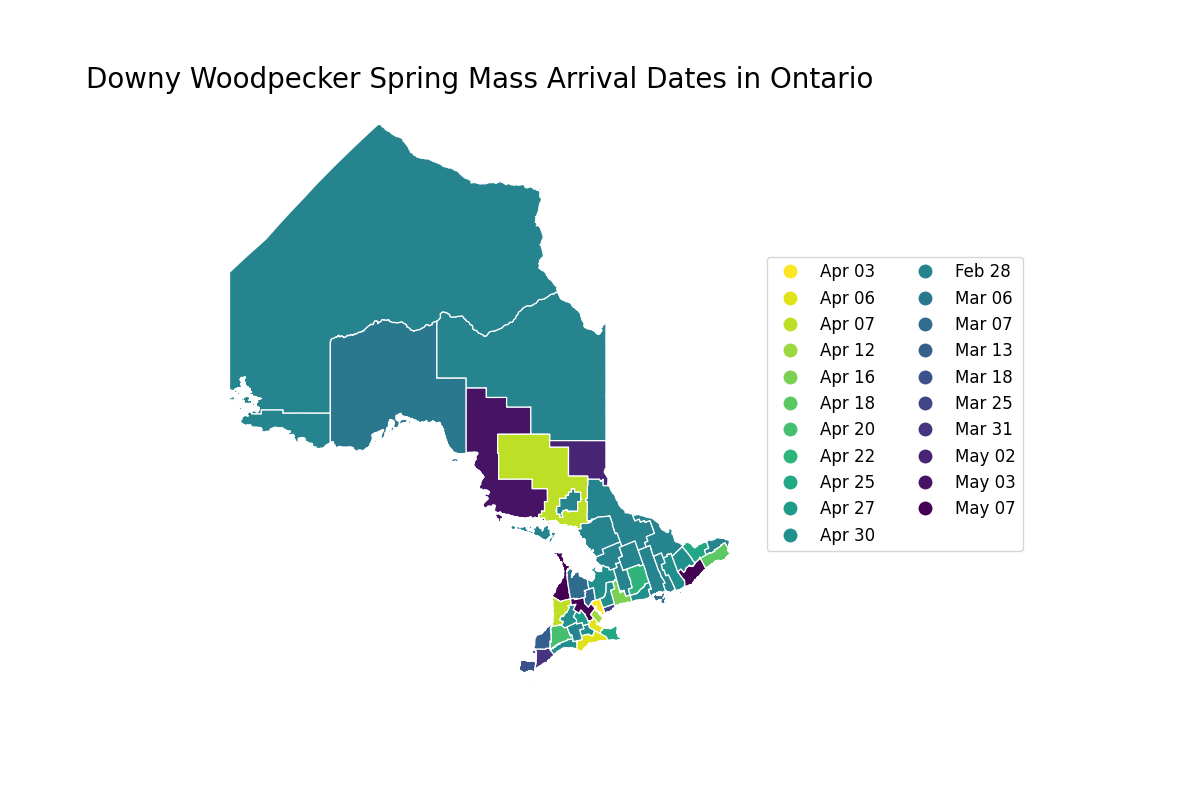 Downy Woodpecker Spring Mass Arrival Dates in Ontario
Apr 03
Apr 06
Apr 07
Apr 12
Apr 16
Apr 18
Apr 20
Apr 22
Apr 25
Apr 27
Apr 30
Feb 28
Mar 06
Mar 07
Mar 13
Mar 18
Mar 25
Mar 31
May 02
May 03
May 07